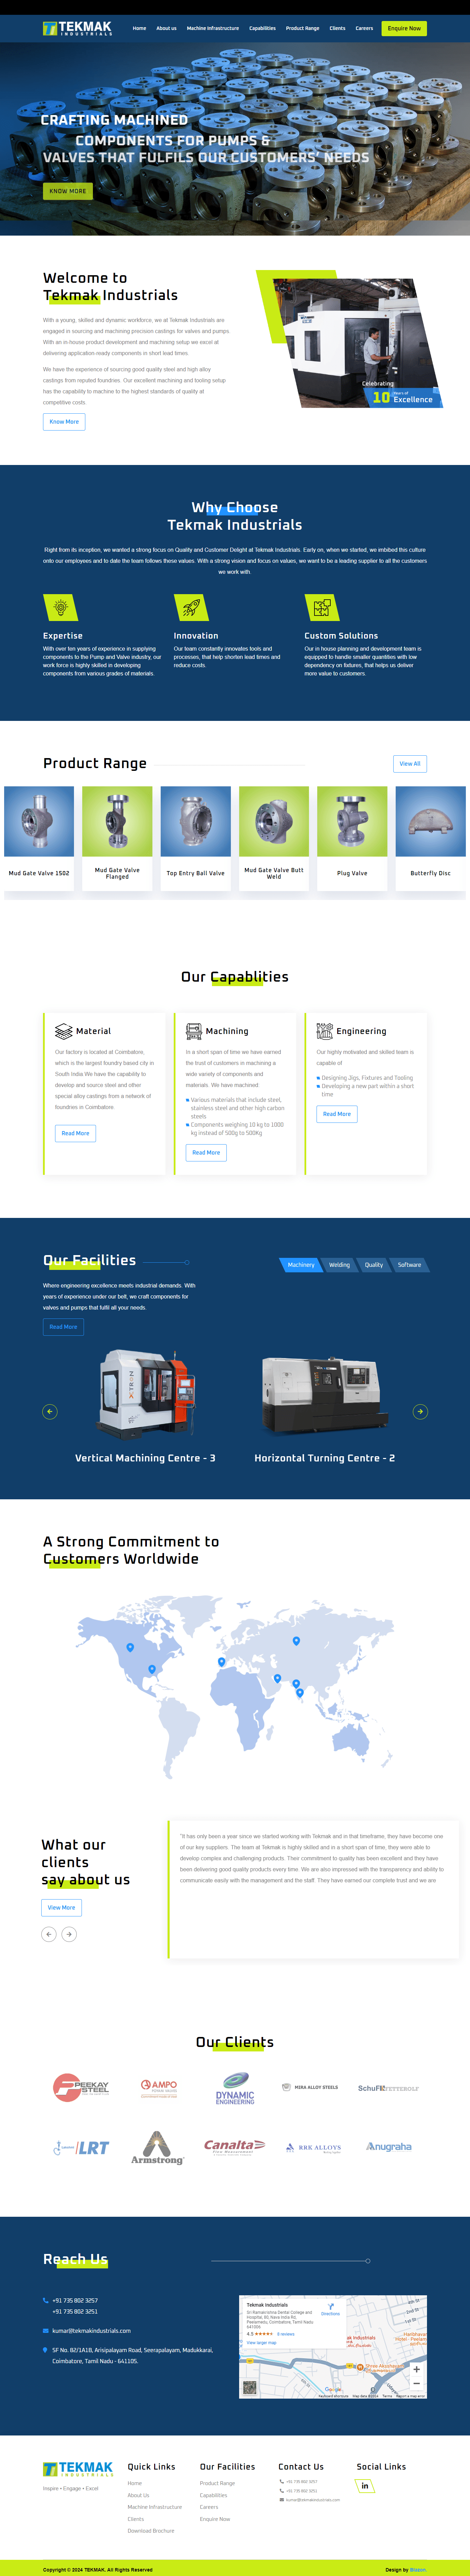 TEKMAK
INDUSTRIALS
Home
About us
Machine Infrastructure
Capabilities
Product Range
Clients
Careers
Enquire Now
CRAFTING MACHINED
COMPONENTS FOR PUMPS &
VALVES THAT FULFILS OUR CUSTOMERS' NEEDS
KNOW MORE
Welcome to
Tekmak Industrials
With a young, skilled and dynamic workforce, we at Tekmak Industrials are
engaged in sourcing and machining precision castings for valves and pumps.
With an in-house product development and machining setup we excel at
delivering application-ready components in short lead times.
We have the experience of sourcing good quality steel and high alloy
castings from reputed foundries. Our excellent machining and tooling setup
has the capability to machine to the highest standards of quality at
competitive costs.
Know More
Celebrating
10 Years of
Excellence
Why Choose
Tekmak Industrials
Right from its inception, we wanted a strong focus on Quality and Customer Delight at Tekmak Industrials. Early on, when we started, we imbibed this culture
onto our employees and to date the team follows these values. With a strong vision and focus on values, we want to be a leading supplier to all the customers
we work with.
Expertise
With over ten years of experience in supplying
components to the Pump and Valve industry, our
work force is highly skilled in developing
components from various grades of materials.
Innovation
Our team constantly innovates tools and
processes, that help shorten lead times and
reduce costs.
Custom Solutions
Our in house planning and development team is
equipped to handle smaller quantities with low
dependency on fixtures, that helps us deliver
more value to customers.
Product Range
View All
Mud Gate Valve 1502
Mud Gate Valve
Flanged
Top Entry Ball Valve
Mud Gate Valve Butt
Weld
Plug Valve
Butterfly Disc
Our Capablities
Material
Our factory is located at Coimbatore,
which is the largest foundry based city in
South India We have the capability to
develop and source steel and other
special alloy castings from a network of
foundries in Coimbatore.
Read More
Machining
In a short span of time we have earned
the trust of customers in machining a
wide variety of components and
materials. We have machined:
Various materials that include steel,
stainless steel and other high carbon
steels
Components weighing 10 kg to 1000
kg instead of 500g to 500Kg
Read More
Engineering
Our highly motivated and skilled team is
capable of
Designing Jigs, Fixtures and Tooling
Developing a new part within a short
time
Read More
Our Facilities
Machinery
Welding
Quality
Software
Where engineering excellence meets industrial demands. With
years of experience under our belt, we craft components for
valves and pumps that fulfil all your needs.
Read More
XTRON
Vertical Machining Centre - 3
Horizontal Turning Centre - 2
A Strong Commitment to
Customers Worldwide
What our
clients
say about us
View More
"It has only been a year since we started working with Tekmak and in that timeframe, they have become one
of our key suppliers. The team at Tekmak is highly skilled and in a short span of time, they were able to
develop complex and challenging products. Their commitment to quality has been excellent and they have
been delivering good quality products every time. We are also impressed with the transparency and ability to
communicate easily with the management and the staff. They have earned our complete trust and we are
Our Clients
PEEKAY
STEEL
AMPO
DYNAMIC
ENGINEERING
MIRA ALLOY STEELS
SchuF FETTEROLF
LRT
Armstrong
Canalta
RRK ALLOYS
Anugraha
Reach Us
+91 735 802 3257
+91 735 802 3251
kumar@tekmakindustrials.com
SF No. 82/1A1B, Arisipalayam Road, Seerapalayam, Madukkarai,
Coimbatore, Tamil Nadu - 641105.
Tekmak Industrials
Directions
View larger map
TEKMAK
INDUSTRIALS
Inspire • Engage • Excel
Quick Links
Home
About Us
Machine Infrastructure
Clients
Download Brochure
Our Facilities
Product Range
Capabilities
Careers
Enquire Now
Contact Us
+91 735 802 3257
+91 735 802 3251
kumar@tekmakindustrials.com
Social Links
in
Copyright © 2024 TEKMAK. All Rights Reserved
Design by